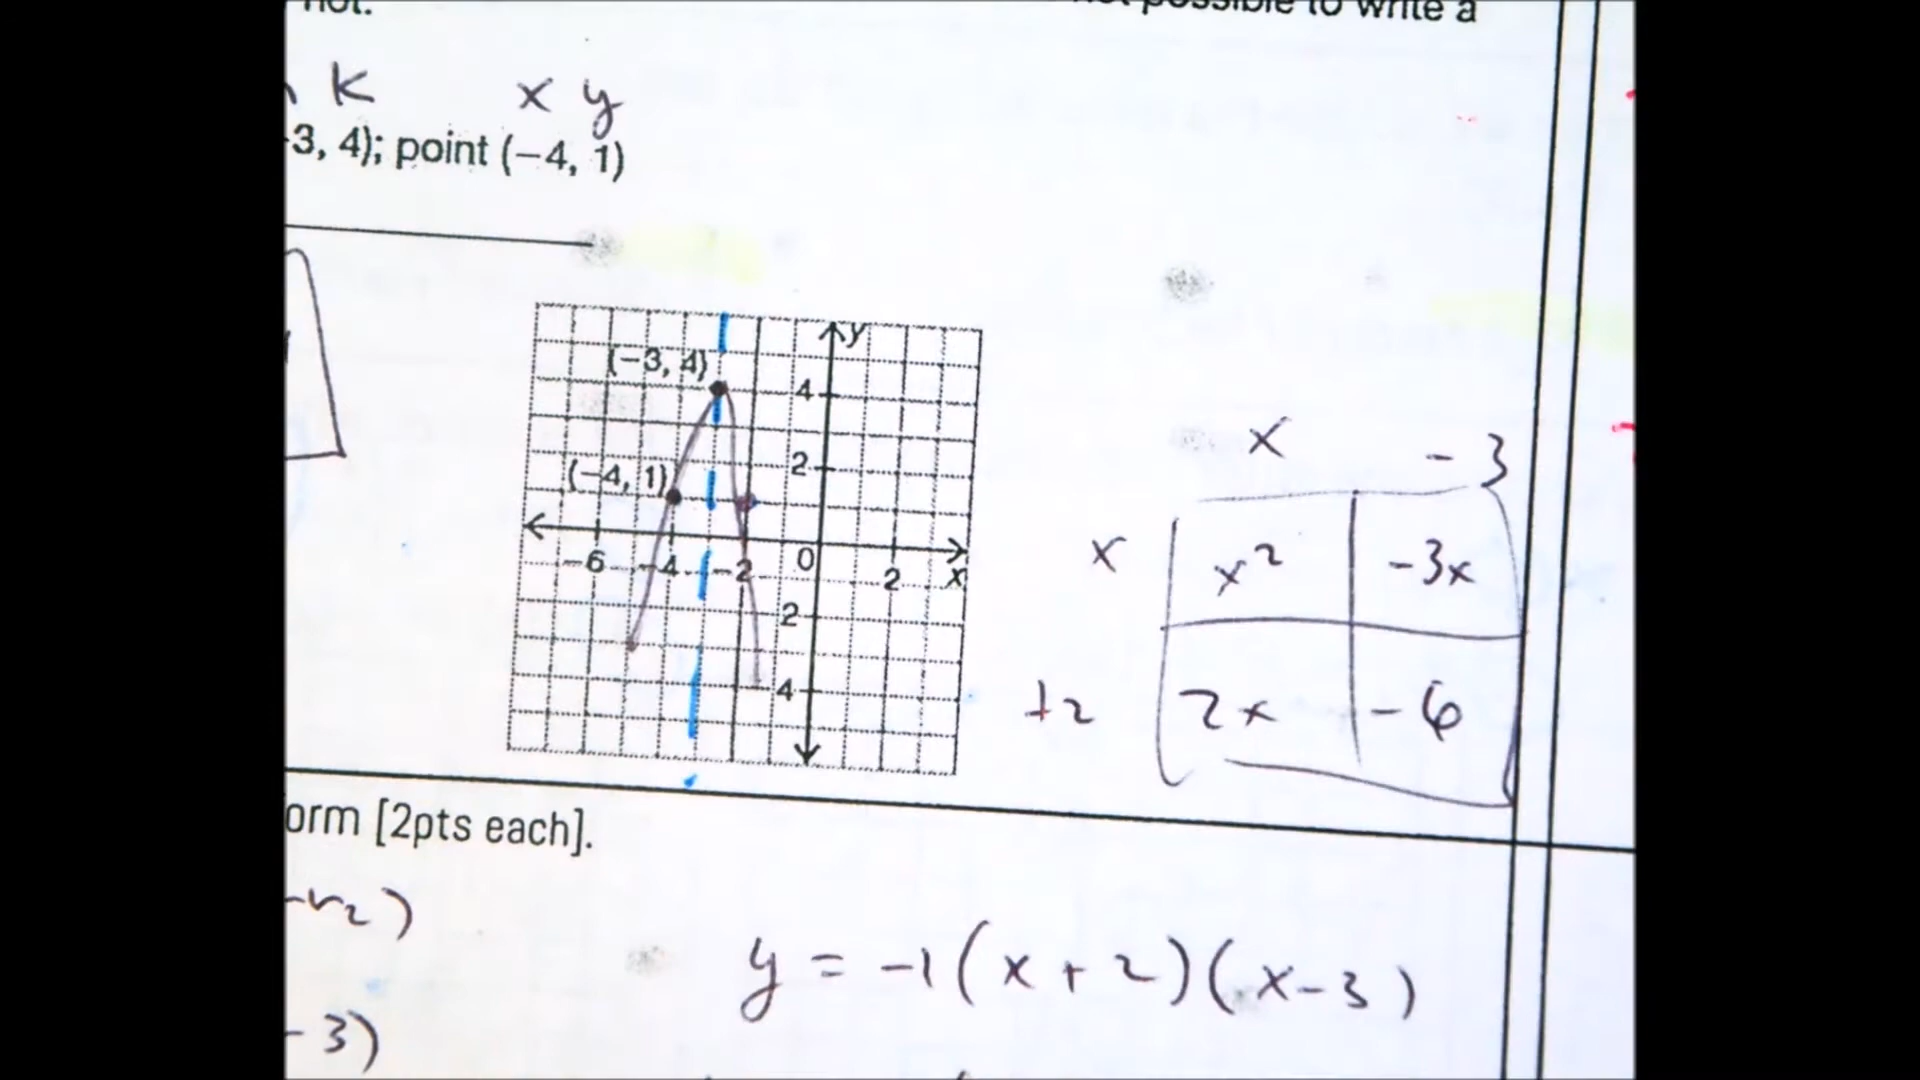 not.
not possible to write a
K x y
-3, 4); point (−4, 1)
y
(−3, 4)
4
(−4, 1)
2
x -3
−6 −4 −2 0 2 x
x x² -3x
2
4
+2 2x -6
orm [2pts each].
-r₂)
y = -1(x+2)(x-3)
- 3)